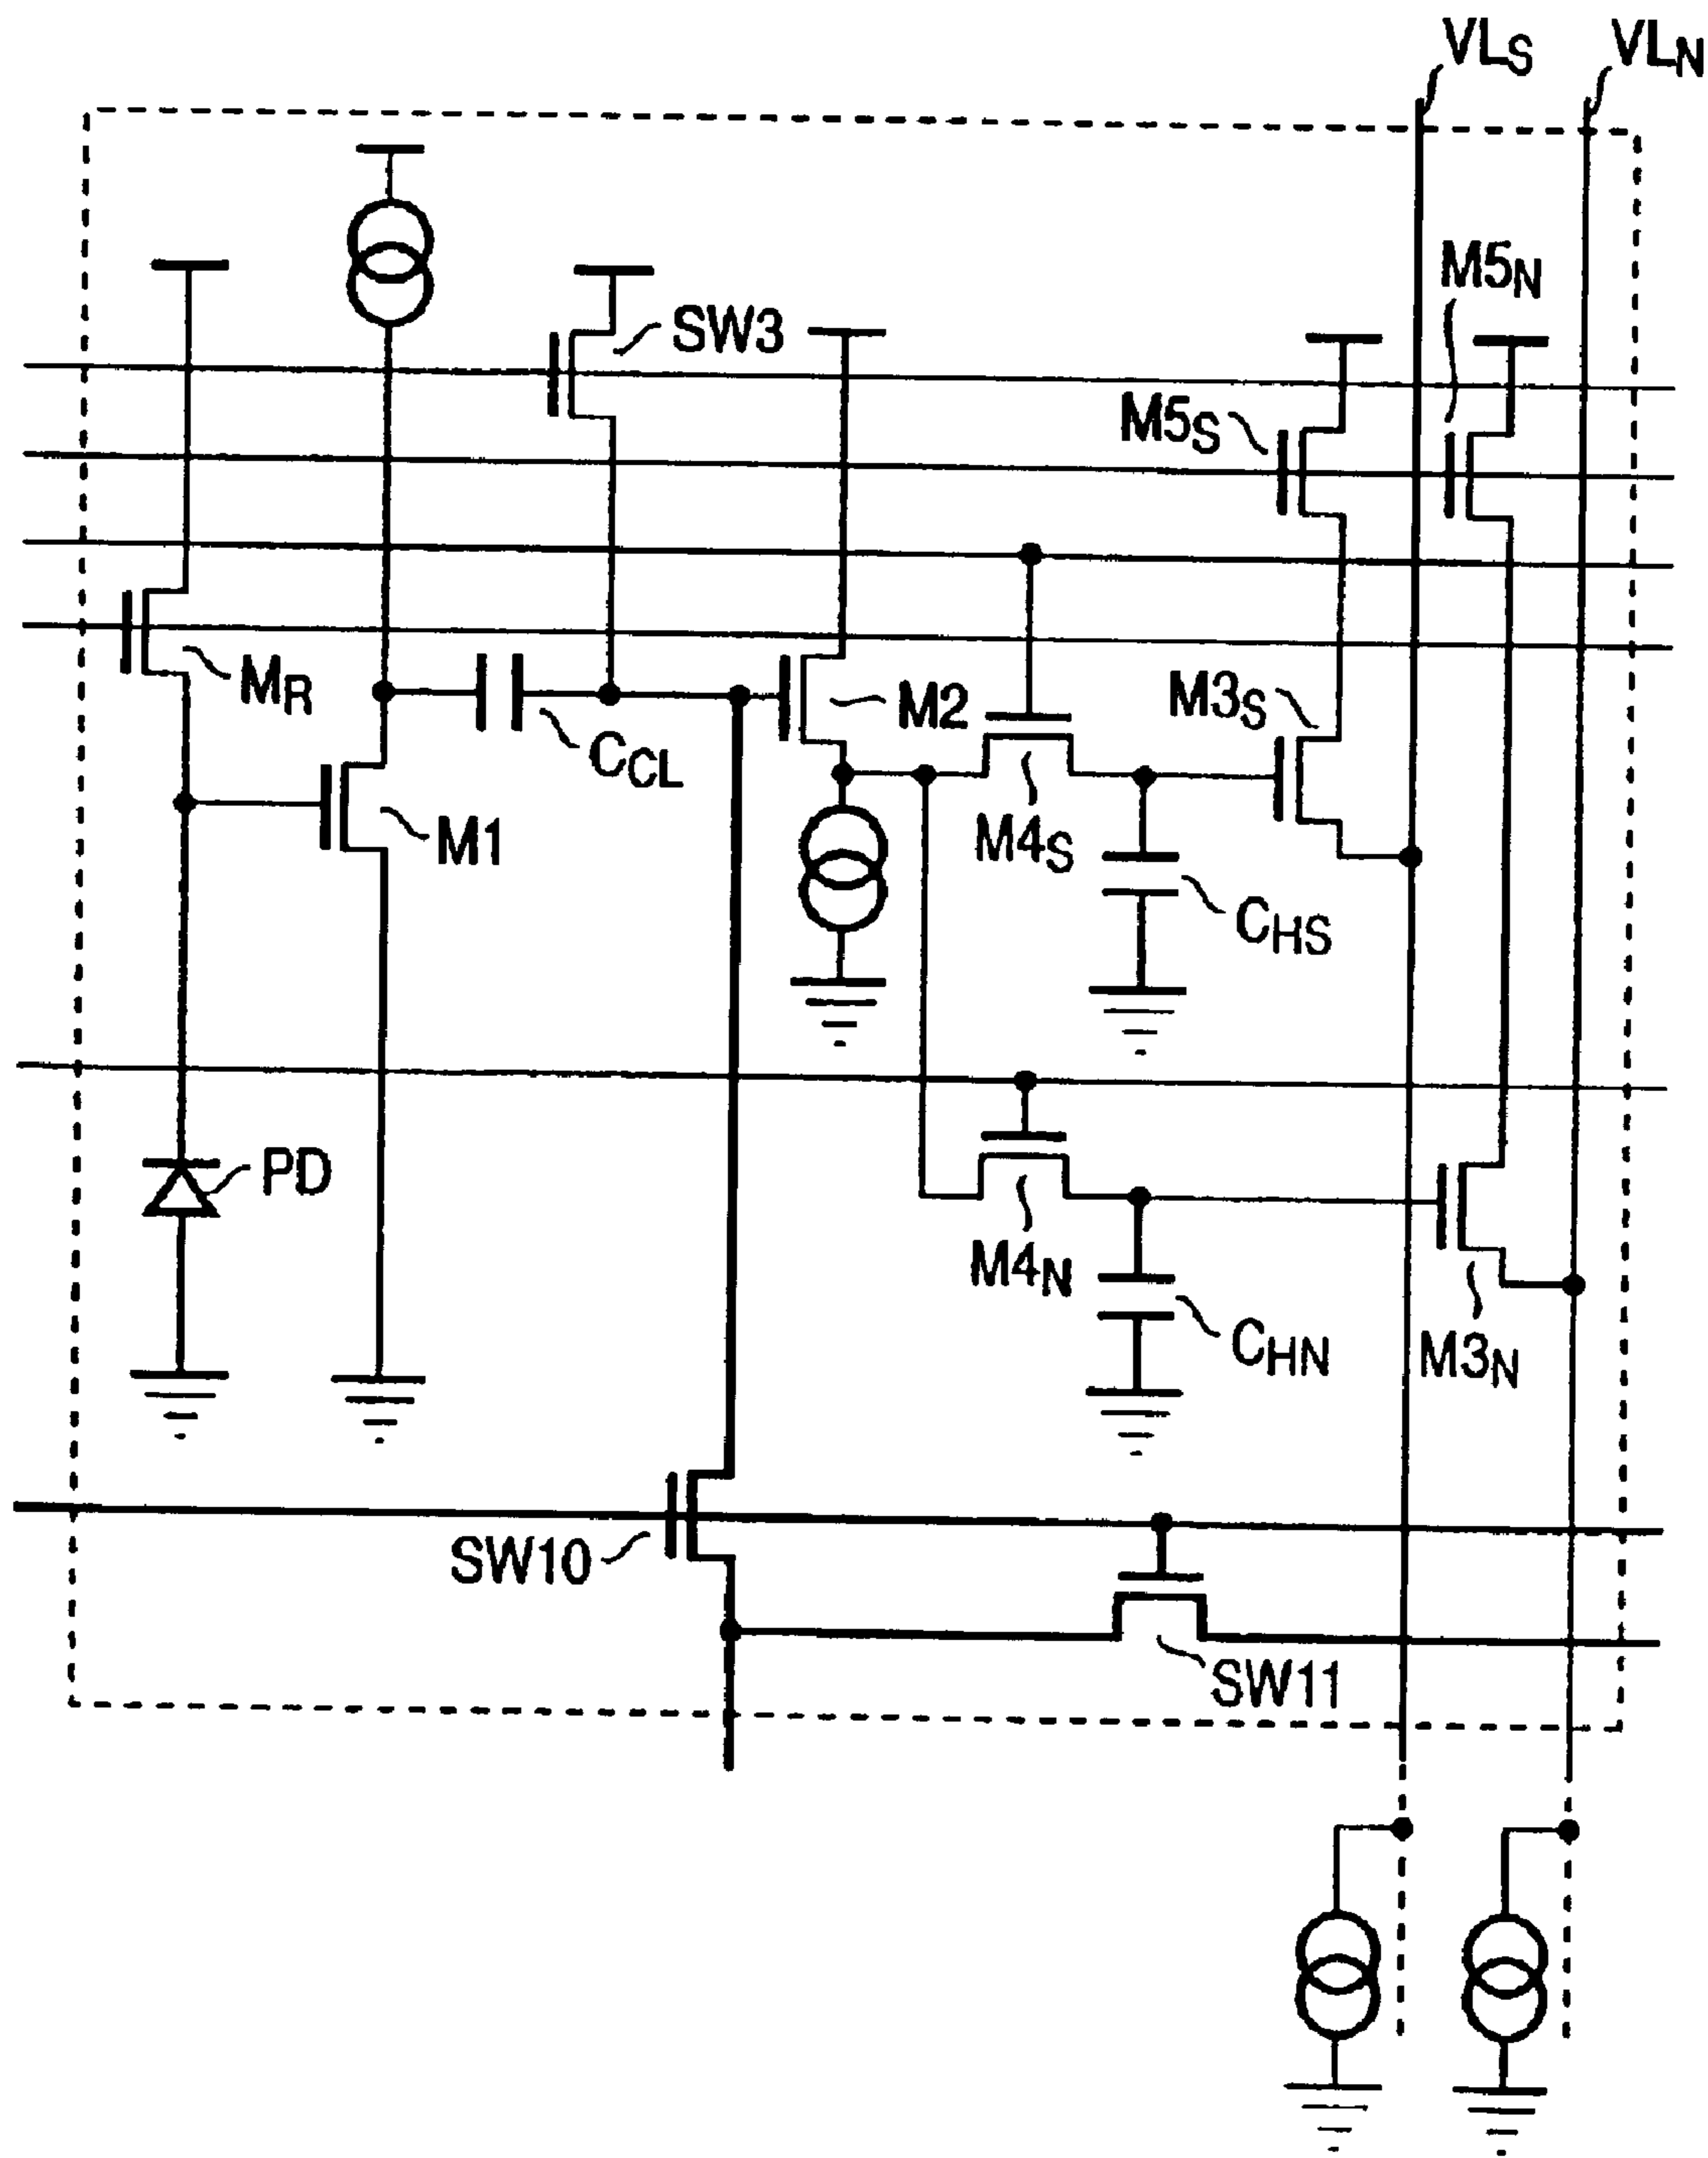 VLS
VLN
M5N
SW3
M5S
MR
M2
M3S
CCL
M1
M4S
CHS
PD
M4N
CHN
M3N
SW10
SW11